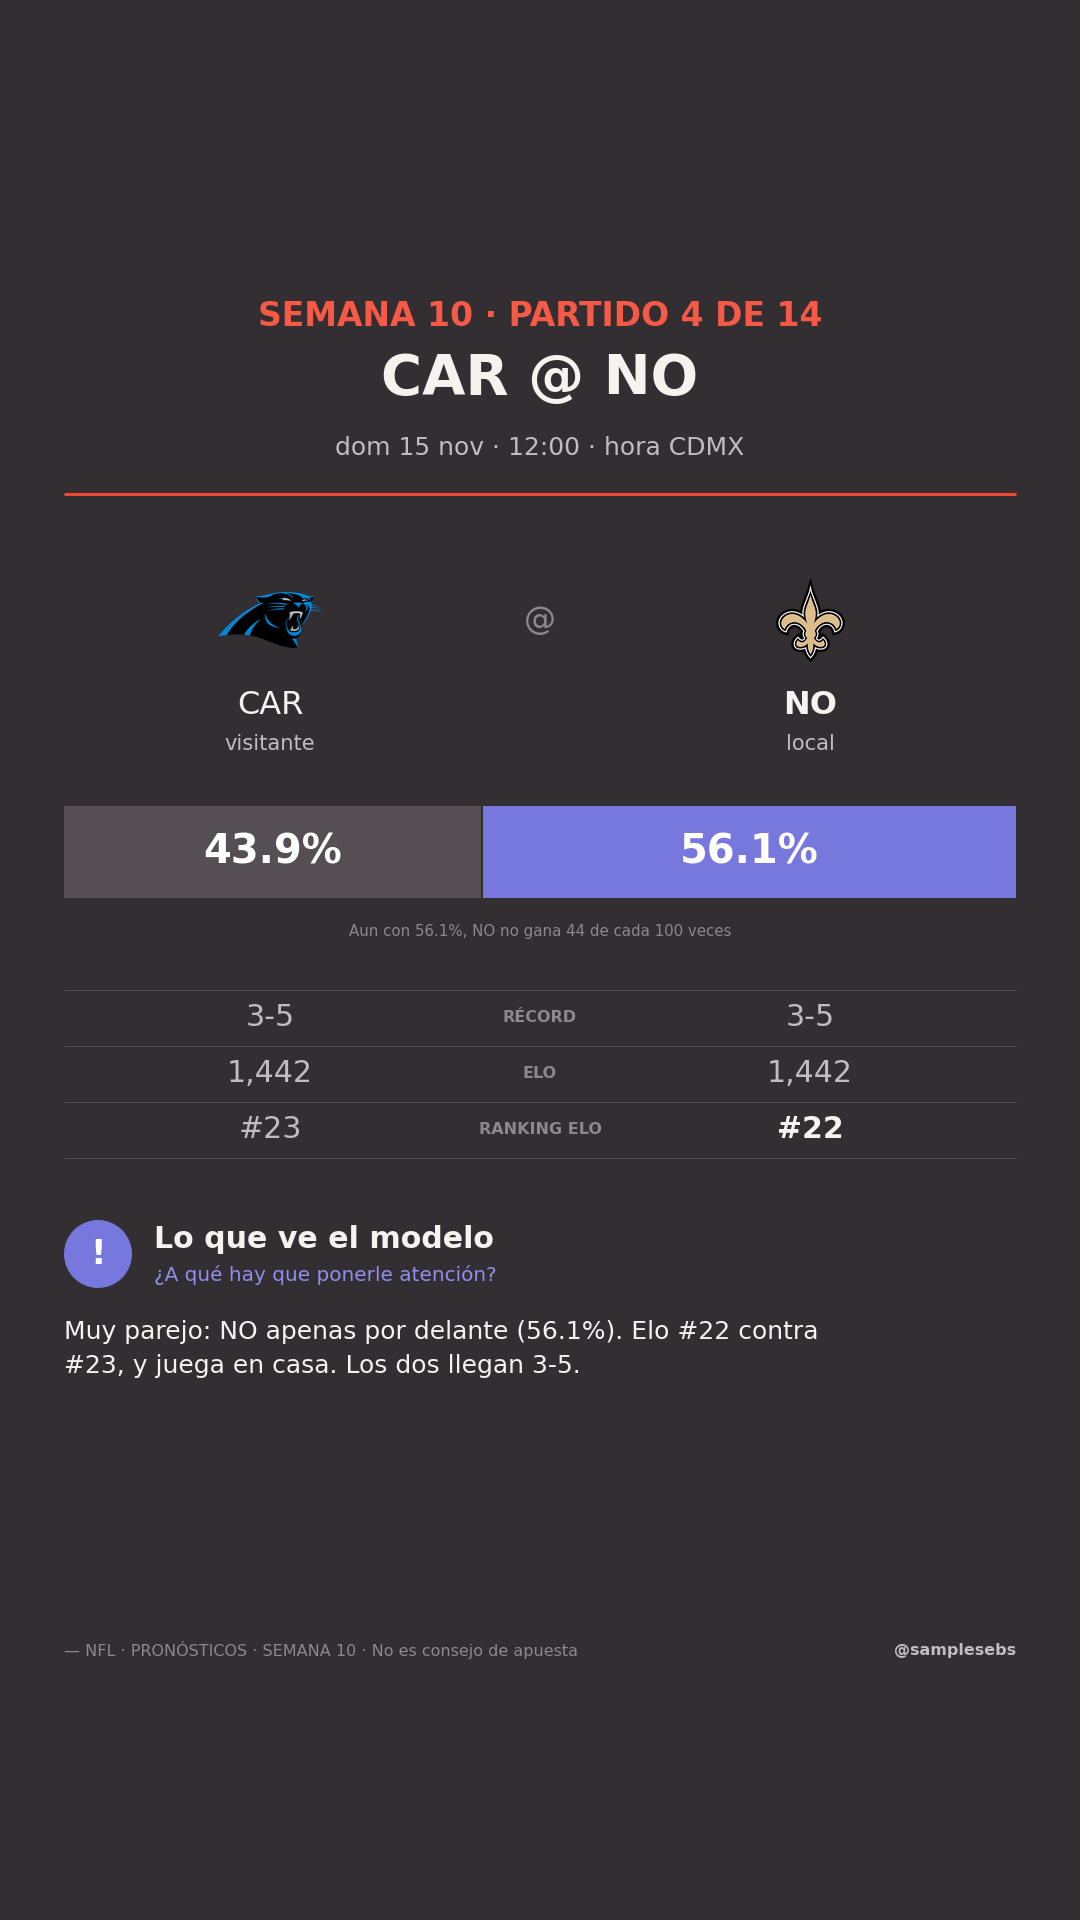 SEMANA 10 · PARTIDO 4 DE 14
CAR @ NO
dom 15 nov · 12:00 · hora CDMX
@
CAR
NO
visitante
local
43.9%
56.1%
Aun con 56.1%, NO no gana 44 de cada 100 veces
3-5 RÉCORD 3-5
1,442 ELO 1,442
#23 RANKING ELO #22
!
Lo que ve el modelo
¿A qué hay que ponerle atención?
Muy parejo: NO apenas por delante (56.1%). Elo #22 contra
#23, y juega en casa. Los dos llegan 3-5.
— NFL · PRONÓSTICOS · SEMANA 10 · No es consejo de apuesta
@samplesebs